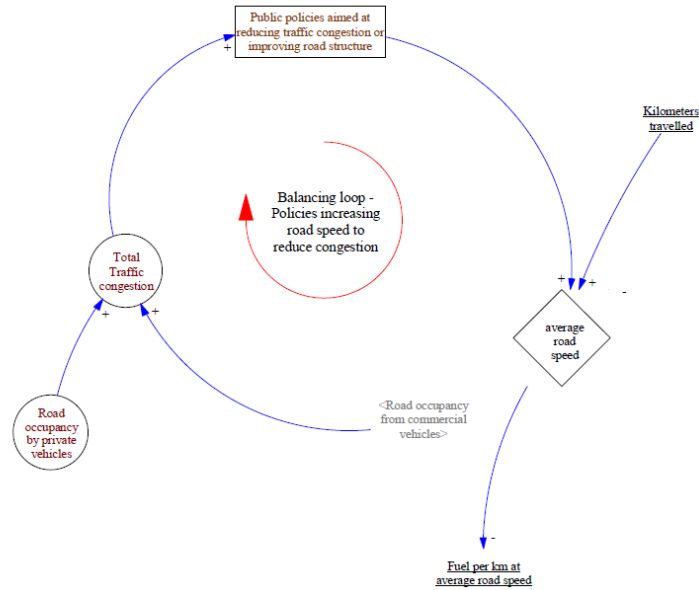 Public policies aimed at
reducing traffic congestion or
improving road structure
+
Kilometers
travelled
Balancing loop -
Policies increasing
road speed to
reduce congestion
Total
Traffic
congestion
+
+
-
+
+
average
road
speed
<Road occupancy
from commercial
vehicles>
Road
occupancy
by private
vehicles
-
Fuel per km at
average road speed